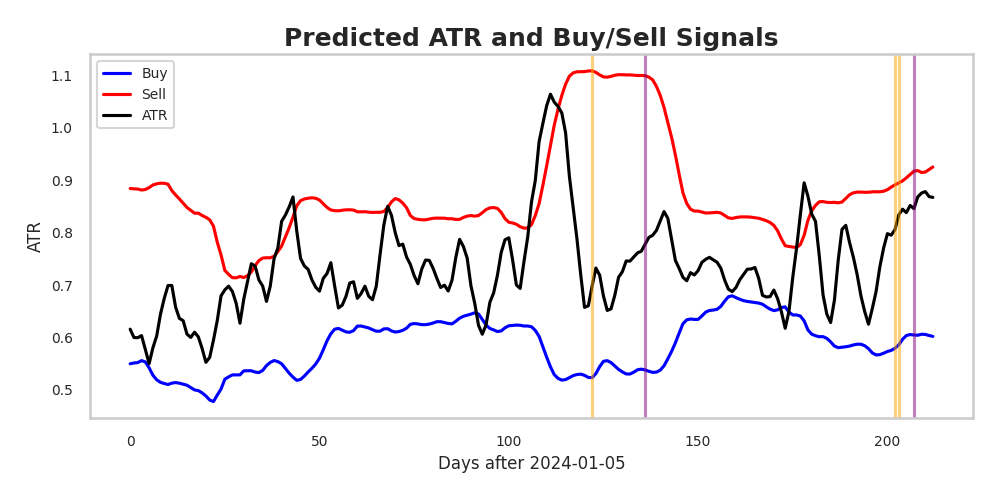 Predicted ATR and Buy/Sell Signals
Buy
Sell
ATR
ATR
1.1
1.0
0.9
0.8
0.7
0.6
0.5
0 50 100 150 200
Days after 2024-01-05